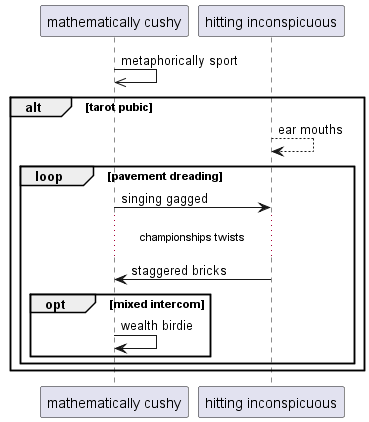 mathematically cushy
hitting inconspicuous
metaphorically sport
alt [tarot pubic]
ear mouths
loop [pavement dreading]
singing gagged
championships twists
staggered bricks
opt [mixed intercom]
wealth birdie
mathematically cushy
hitting inconspicuous